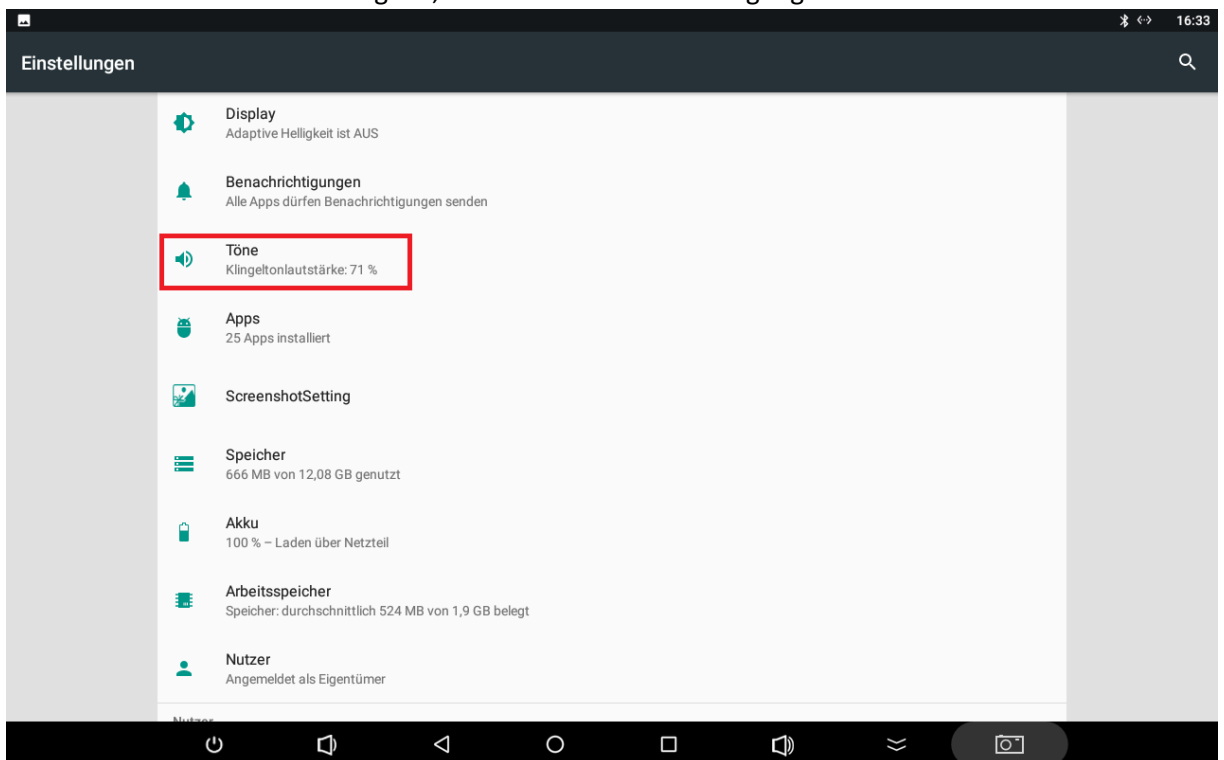 16:33
Einstellungen
Display
Adaptive Helligkeit ist AUS
Benachrichtigungen
Alle Apps dürfen Benachrichtigungen senden
Töne
Klingeltonlautstärke: 71 %
Apps
25 Apps installiert
ScreenshotSetting
Speicher
666 MB von 12,08 GB genutzt
Akku
100 % – Laden über Netzteil
Arbeitsspeicher
Speicher: durchschnittlich 524 MB von 1,9 GB belegt
Nutzer
Angemeldet als Eigentümer
Nutzer